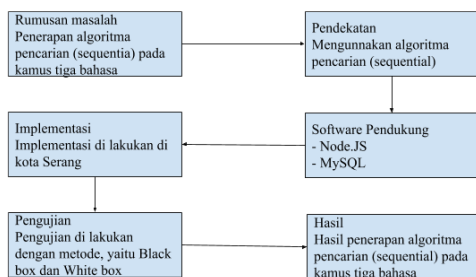 Rumusan masalah
Penerapan algoritma
pencarian (sequentia) pada
kamus tiga bahasa
Pendekatan
Mengunnakan algoritma
pencarian (sequential)
Software Pendukung
- Node.JS
- MySQL
Implementasi
Implementasi di lakukan di
kota Serang
Pengujian
Pengujian di lakukan
dengan metode, yaitu Black
box dan White box
Hasil
Hasil penerapan algoritma
pencarian (sequential) pada
kamus tiga bahasa